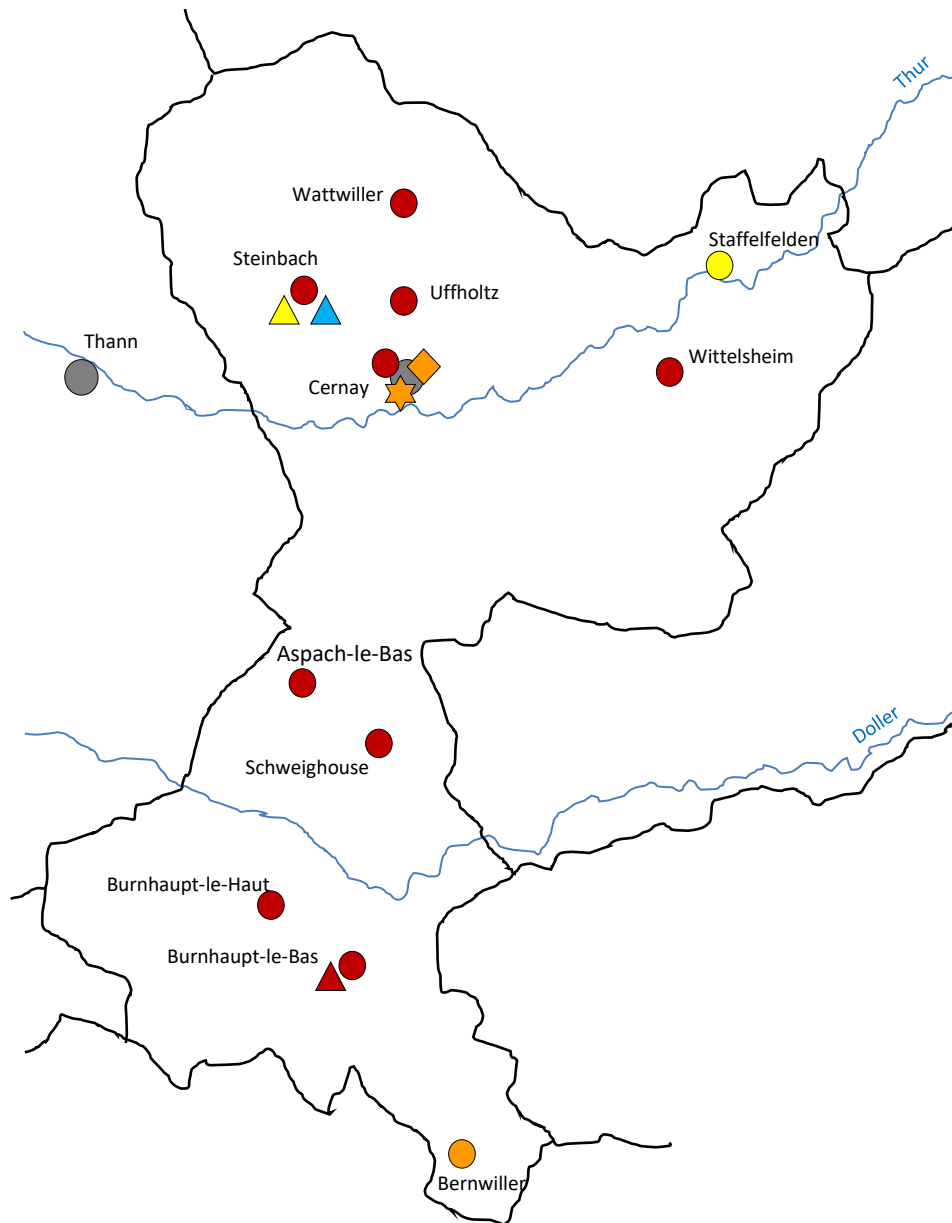 Thur
Wattwiller
Staffelfelden
Steinbach
Uffholtz
Thann
Wittelsheim
Cernay
Aspach-le-Bas
Doller
Schweighouse
Burnhaupt-le-Haut
Burnhaupt-le-Bas
Bernwiller